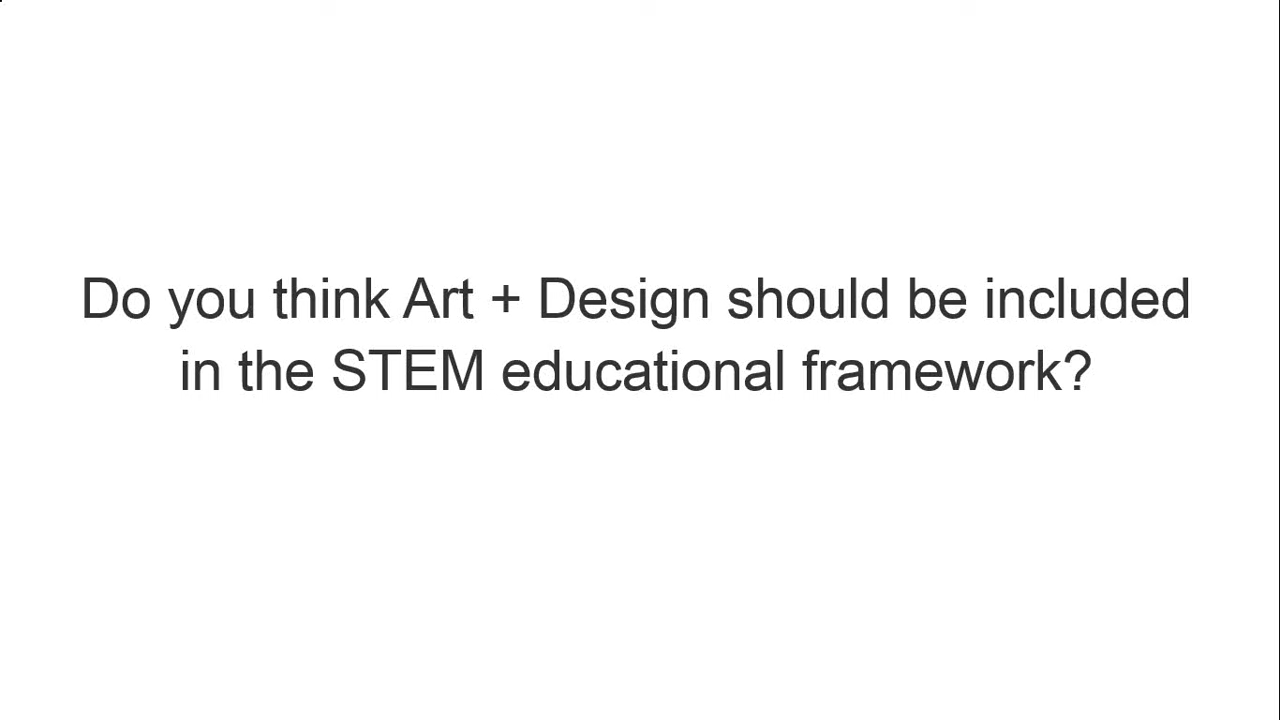 Do you think Art + Design should be included
in the STEM educational framework?